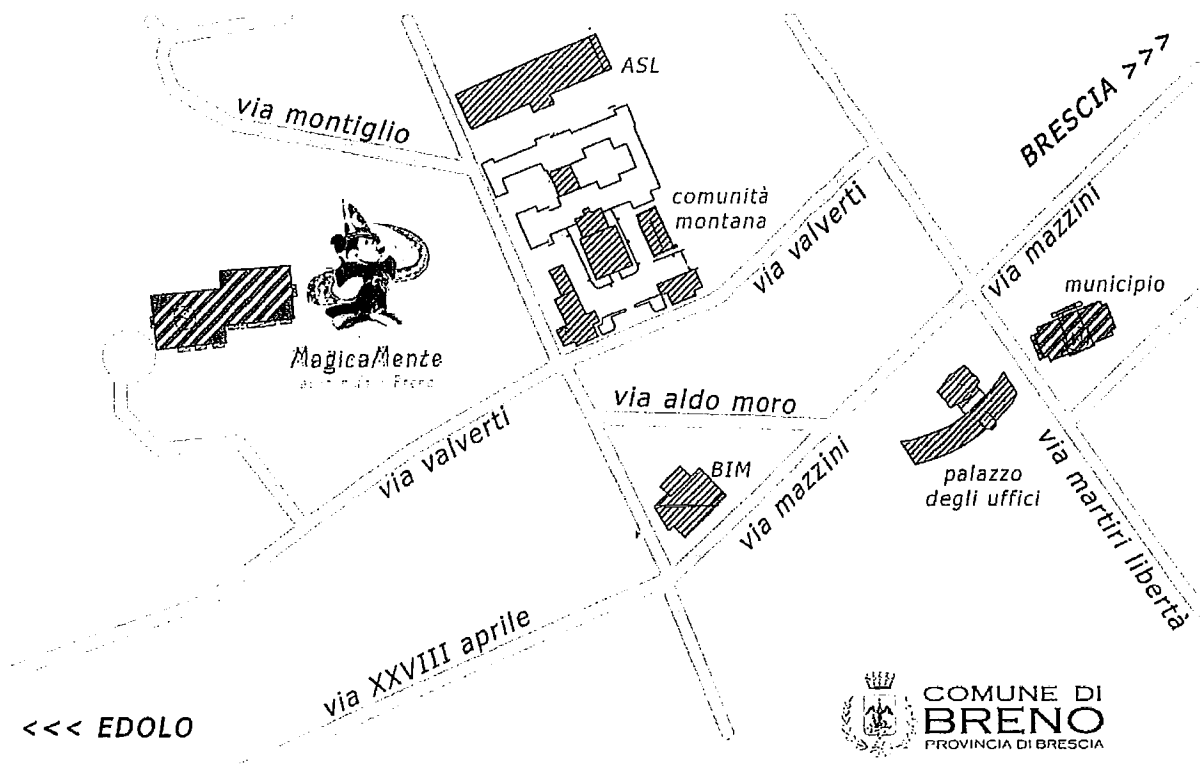 ASL
via montiglio
BRESCIA >>>
comunità
montana
via valverti
via mazzini
municipio
MagicaMente
Breno
via aldo moro
via valverti
BIM
via mazzini
palazzo
degli uffici
via martiri libertà
via XXVIII aprile
<<< EDOLO
COMUNE DI
BRENO
PROVINCIA DI BRESCIA